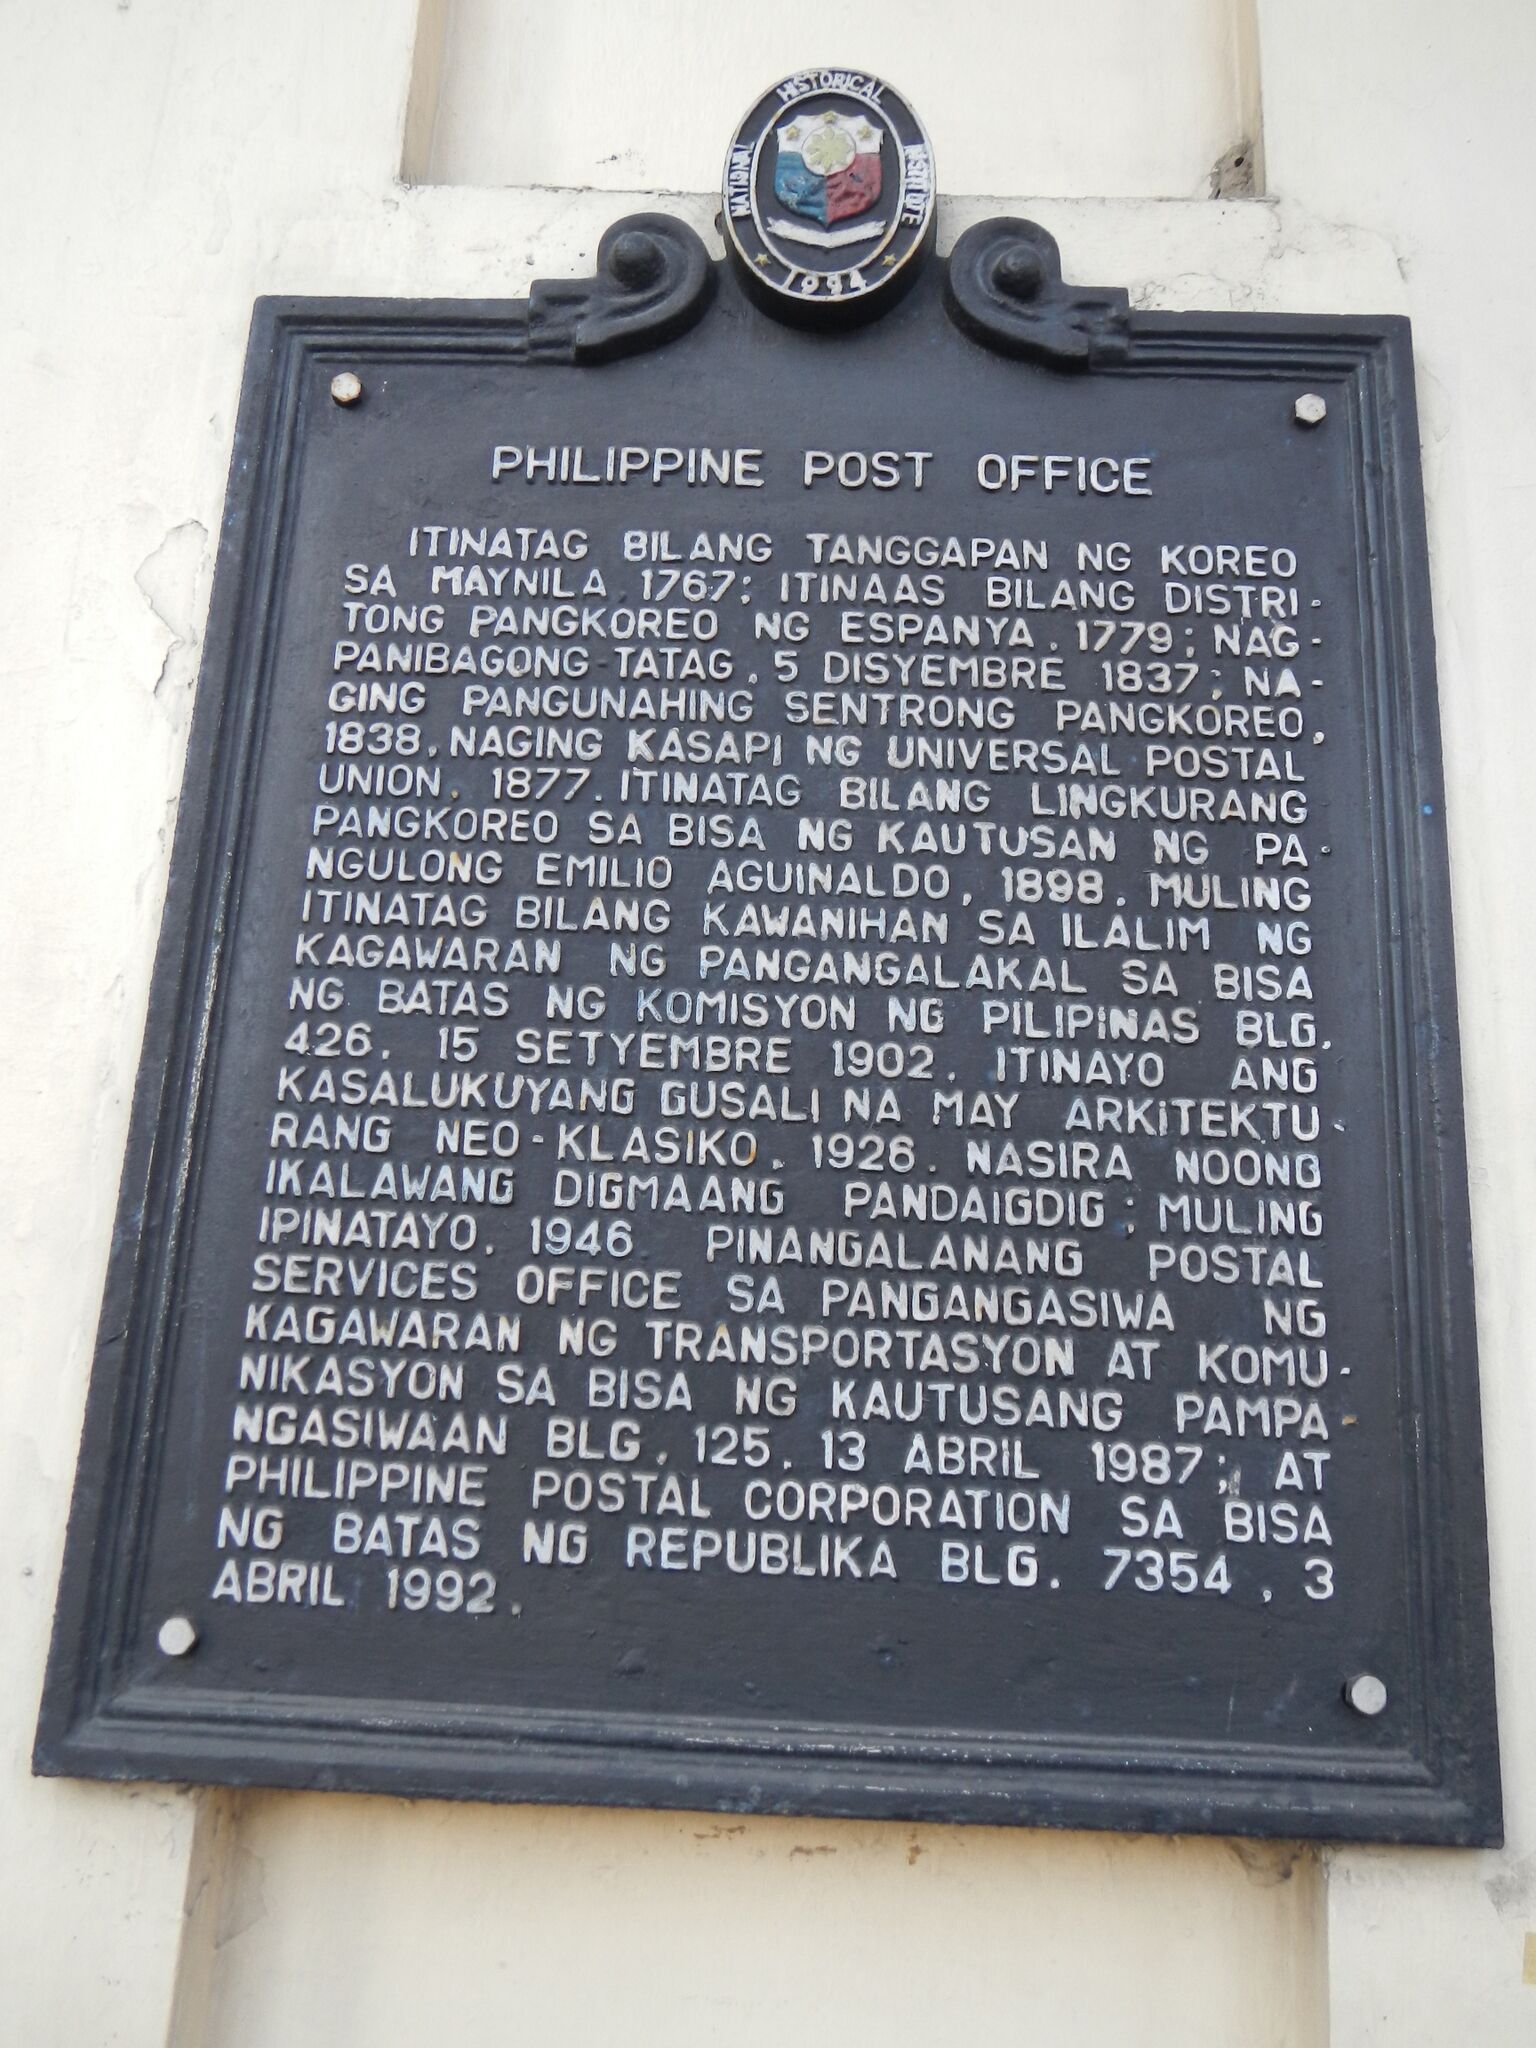 NATIONAL HISTORICAL INSTITUTE
1994
PHILIPPINE POST OFFICE
ITINATAG BILANG TANGGAPAN NG KOREO
SA MAYNILA, 1767; ITINAAS BILANG DISTRI-
TONG PANGKOREO NG ESPANYA, 1779; NAG-
PANIBAGONG-TATAG, 5 DISYEMBRE 1837; NA-
GING PANGUNAHING SENTRONG PANGKOREO,
1838. NAGING KASAPI NG UNIVERSAL POSTAL
UNION, 1877. ITINATAG BILANG LINGKURANG
PANGKOREO SA BISA NG KAUTUSAN NG PA-
NGULONG EMILIO AGUINALDO, 1898. MULING
ITINATAG BILANG KAWANIHAN SA ILALIM NG
KAGAWARAN NG PANGANGALAKAL SA BISA
NG BATAS NG KOMISYON NG PILIPINAS BLG.
426, 15 SETYEMBRE 1902. ITINAYO ANG
KASALUKUYANG GUSALI NA MAY ARKITEKTU-
RANG NEO-KLASIKO, 1926. NASIRA NOONG
IKALAWANG DIGMAANG PANDAIGDIG; MULING
IPINATAYO, 1946. PINANGALANANG POSTAL
SERVICES OFFICE SA PANGANGASIWA NG
KAGAWARAN NG TRANSPORTASYON AT KOMU-
NIKASYON SA BISA NG KAUTUSANG PAMPA-
NGASIWAAN BLG. 125, 13 ABRIL 1987; AT
PHILIPPINE POSTAL CORPORATION SA BISA
NG BATAS NG REPUBLIKA BLG. 7354, 3
ABRIL 1992.